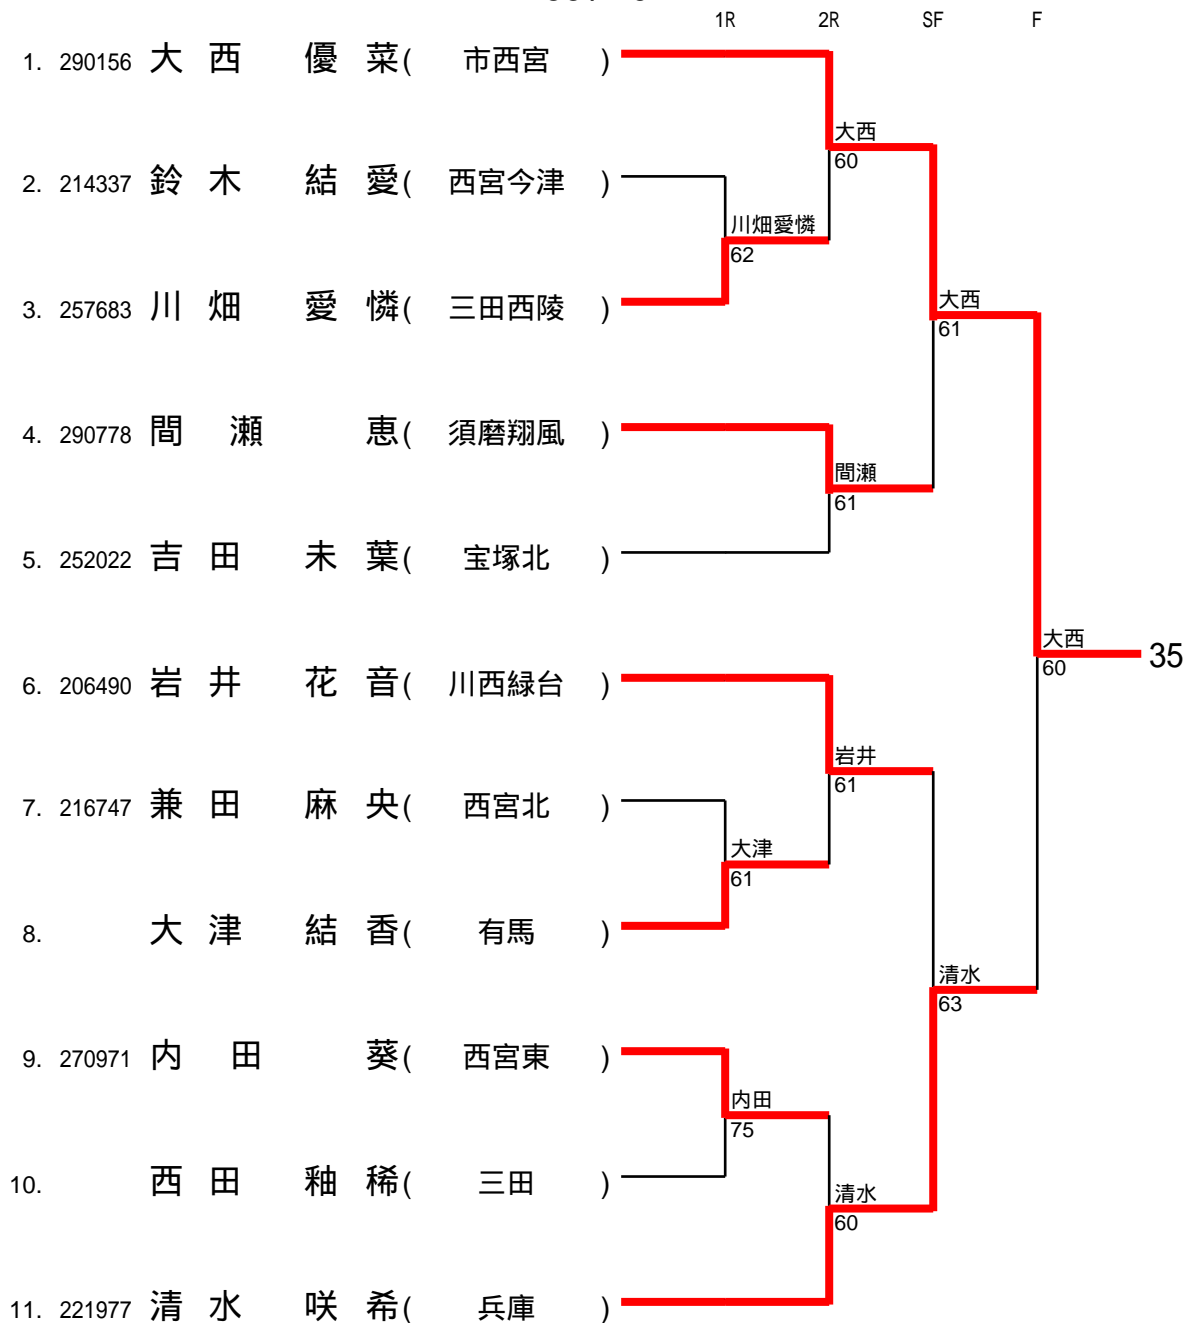 1R 2R SF F
1. 290156 大西 優菜( 市西宮 )
大西
60
2. 214337 鈴木 結愛( 西宮今津 )
川畑愛憐
62
3. 257683 川畑 愛憐( 三田西陵 )
大西
61
4. 290778 間瀬 恵( 須磨翔風 )
間瀬
61
5. 252022 吉田 未葉( 宝塚北 )
大西
60
35
6. 206490 岩井 花音( 川西緑台 )
岩井
61
7. 216747 兼田 麻央( 西宮北 )
大津
61
8. 大津 結香( 有馬 )
清水
63
9. 270971 内田 葵( 西宮東 )
内田
75
10. 西田 釉稀( 三田 )
清水
60
11. 221977 清水 咲希( 兵庫 )